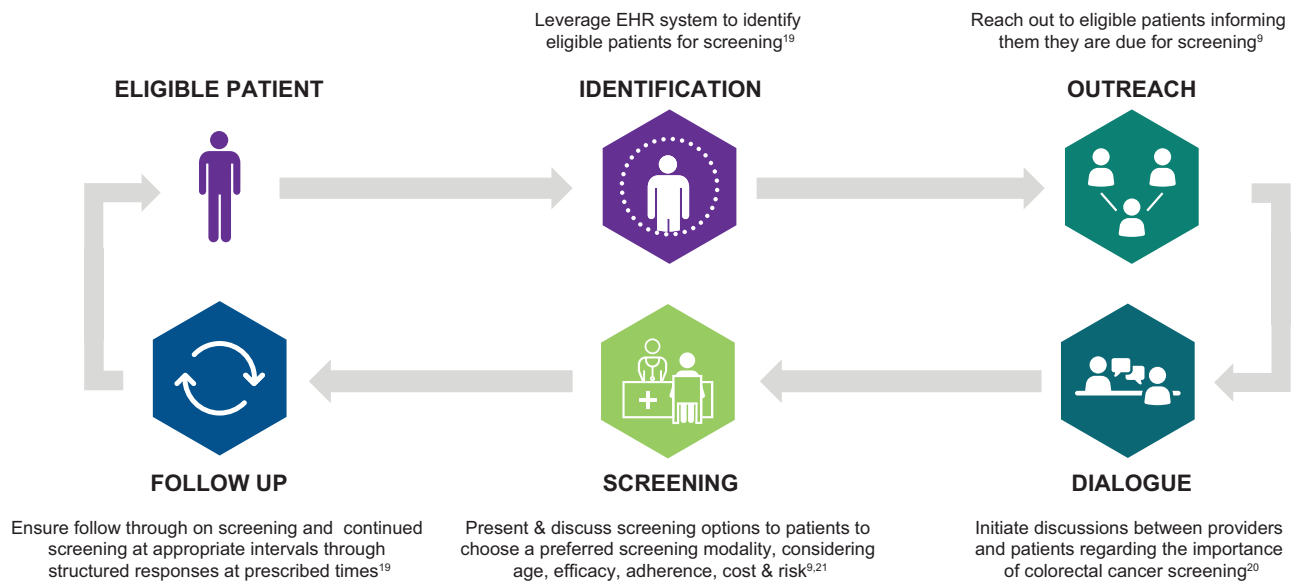 Leverage EHR system to identify
eligible patients for screening¹⁹
Reach out to eligible patients informing
them they are due for screening⁹
ELIGIBLE PATIENT
IDENTIFICATION
OUTREACH
FOLLOW UP
SCREENING
DIALOGUE
Ensure follow through on screening and continued
screening at appropriate intervals through
structured responses at prescribed times¹⁹
Present & discuss screening options to patients to
choose a preferred screening modality, considering
age, efficacy, adherence, cost & risk⁹,²¹
Initiate discussions between providers
and patients regarding the importance
of colorectal cancer screening²⁰